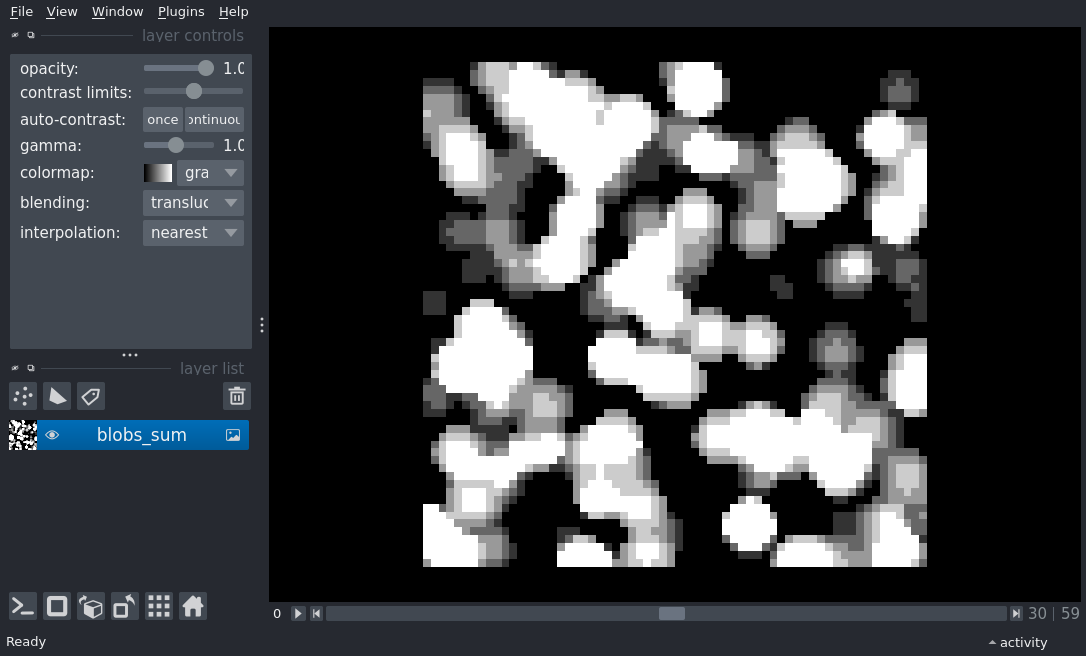 File View Window Plugins Help
layer controls
opacity: 1.0
contrast limits:
auto-contrast: once ontinuou
gamma: 1.0
colormap: gra
blending: transluc
interpolation: nearest
layer list
blobs_sum
0 30 | 59
Ready activity